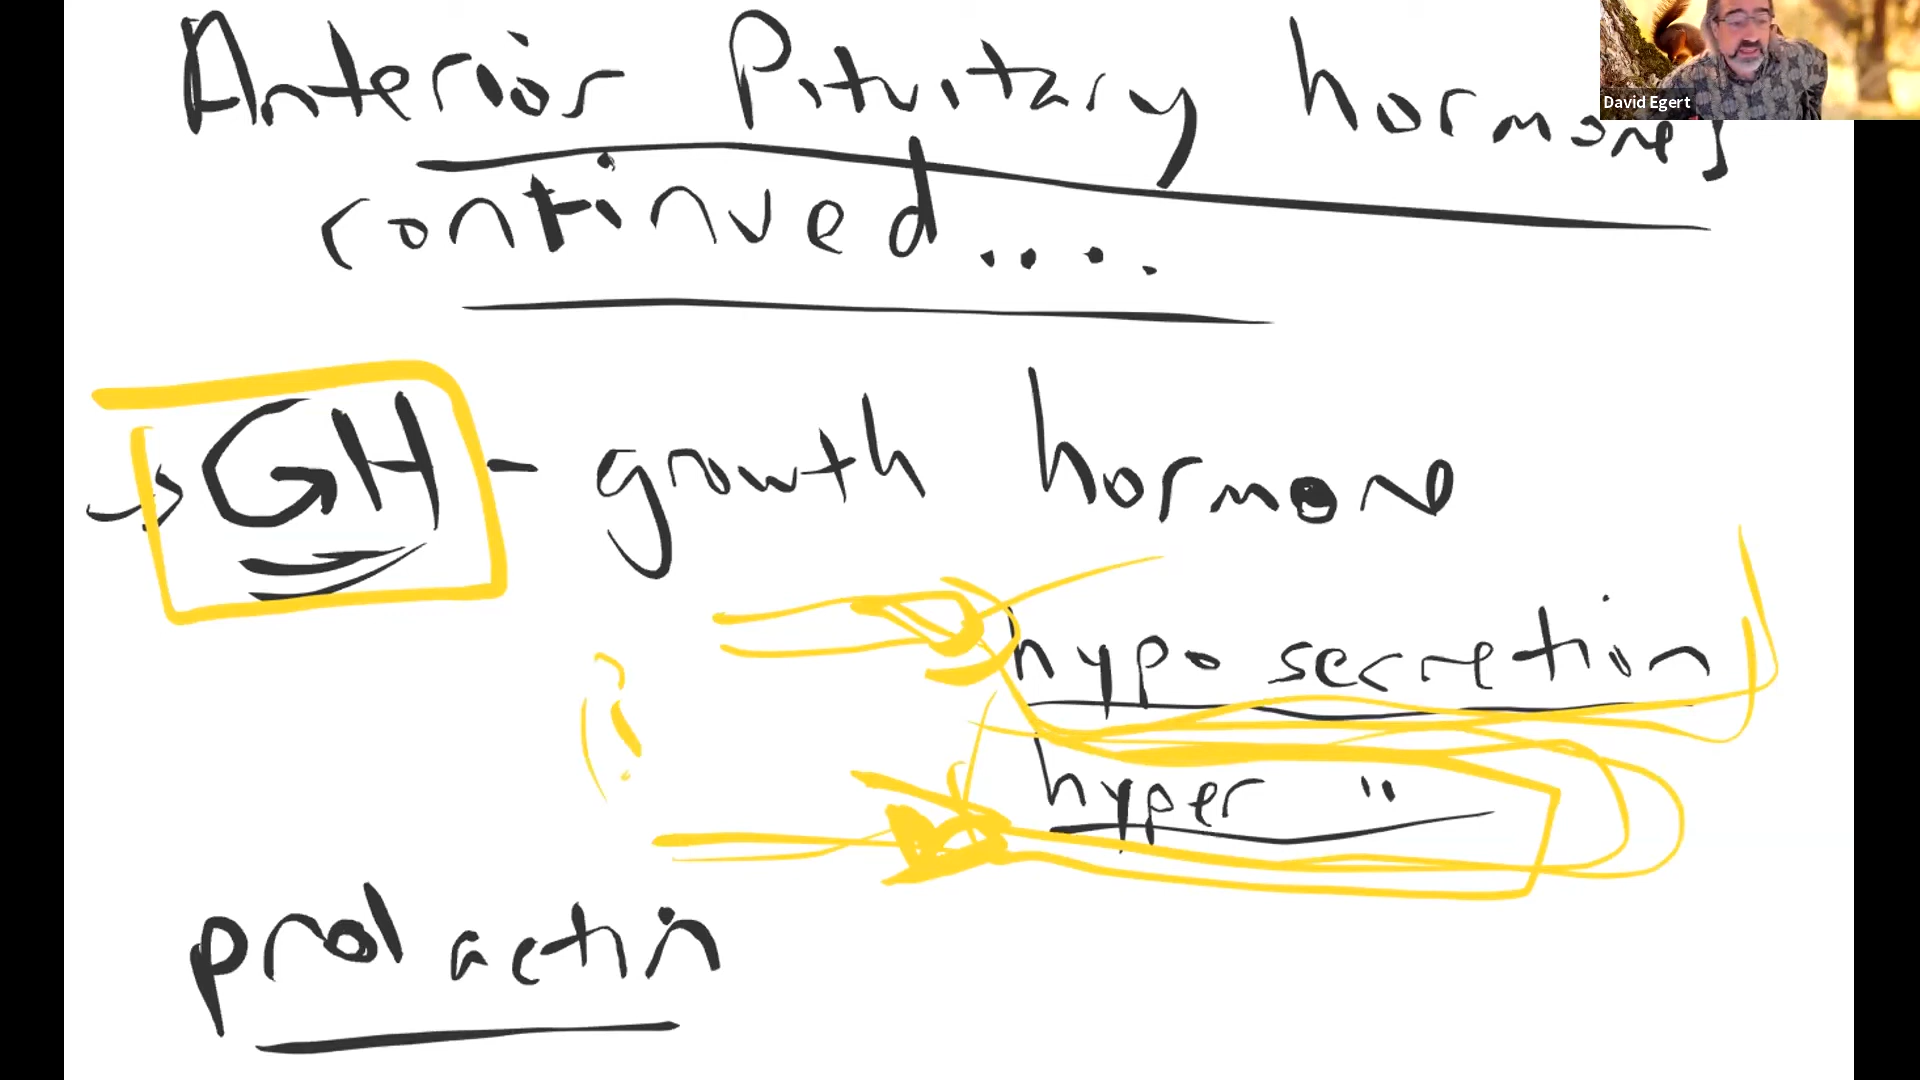 Anterior Pituitary hormones
David Egert
continued....
→ GH - growth hormone
hypo secretion
hyper "
prolactin